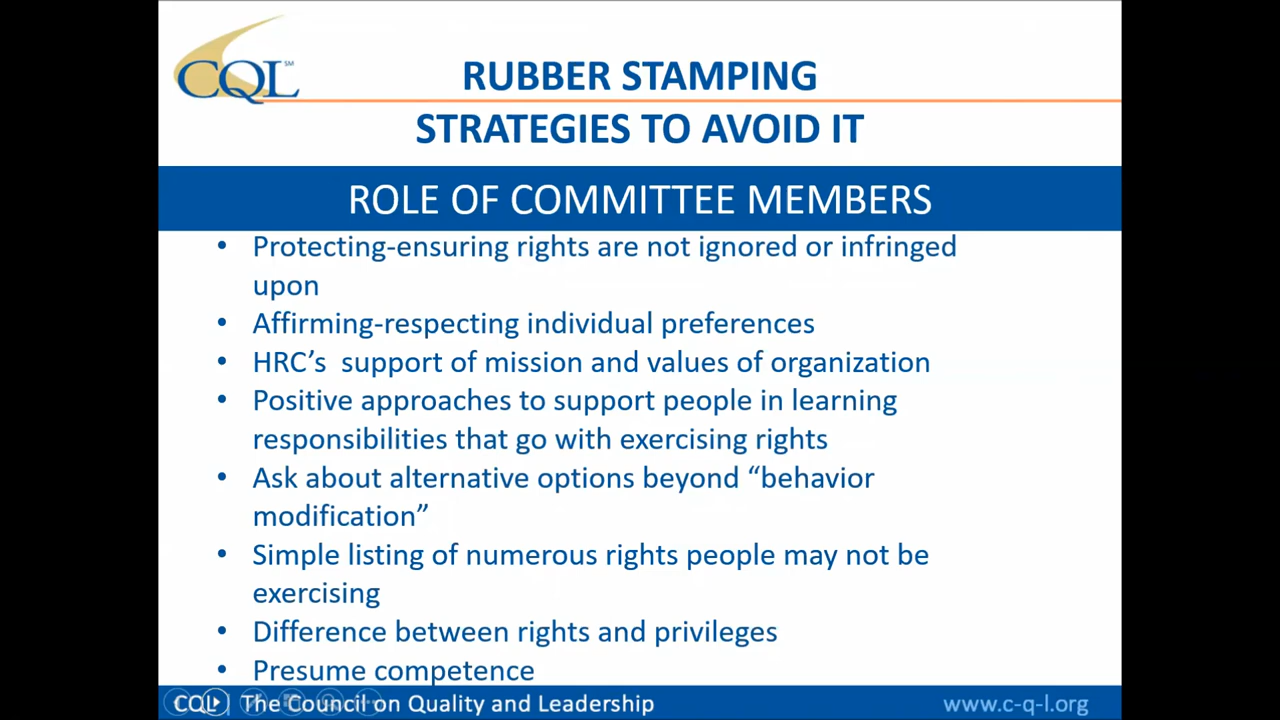 CQL SM
RUBBER STAMPING
STRATEGIES TO AVOID IT
ROLE OF COMMITTEE MEMBERS
• Protecting-ensuring rights are not ignored or infringed
upon
• Affirming-respecting individual preferences
• HRC’s  support of mission and values of organization
• Positive approaches to support people in learning
responsibilities that go with exercising rights
• Ask about alternative options beyond “behavior
modification”
• Simple listing of numerous rights people may not be
exercising
• Difference between rights and privileges
• Presume competence
CQL | The Council on Quality and Leadership
www.c-q-l.org